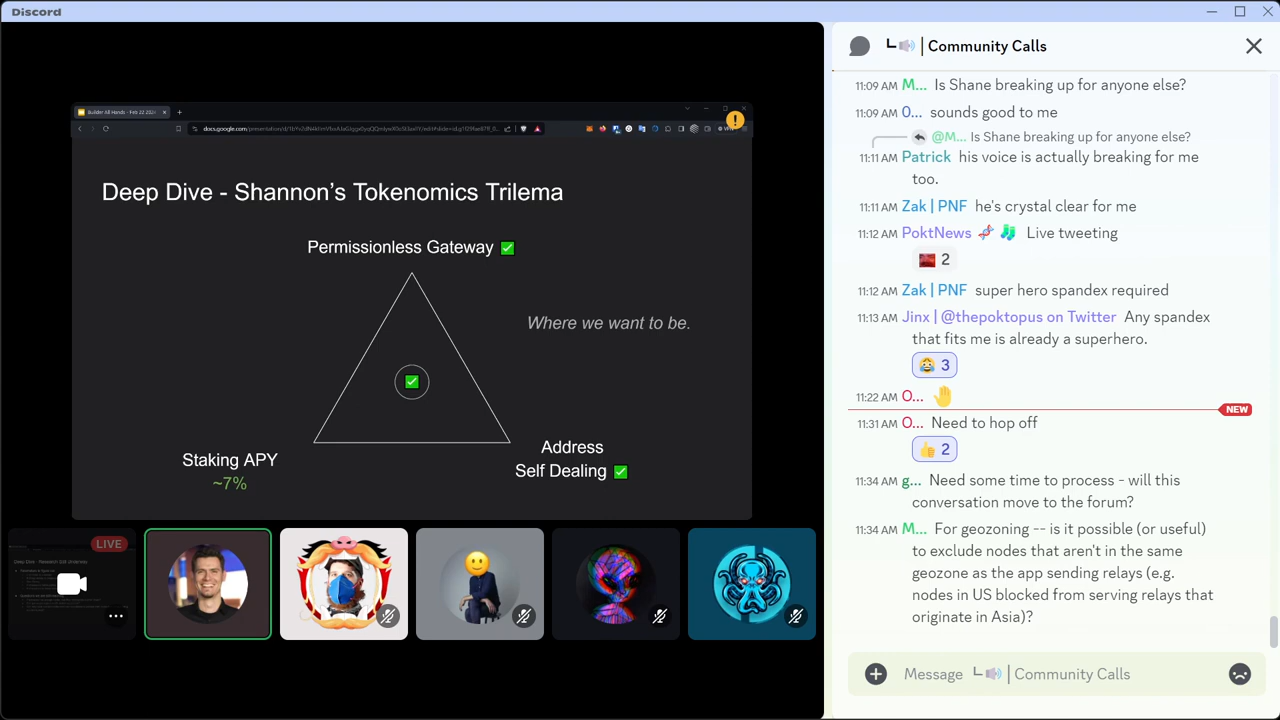 Discord
┗🔊│Community Calls
Builder All Hands - Feb 22 202
Deep Dive - Shannon's Tokenomics Trilema
Permissionless Gateway ✅
Where we want to be.
✅
Staking APY
~7%
Address
Self Dealing ✅
LIVE
11:09 AM M... Is Shane breaking up for anyone else?
11:09 AM 0... sounds good to me
@M... Is Shane breaking up for anyone else?
11:11 AM Patrick his voice is actually breaking for me
too.
11:11 AM Zak | PNF he's crystal clear for me
11:12 AM PoktNews 🧬 🧦 Live tweeting
2
11:12 AM Zak | PNF super hero spandex required
11:13 AM Jinx | @thepoktopus on Twitter Any spandex
that fits me is already a superhero.
😂 3
11:22 AM O... 🤚
NEW
11:31 AM O... Need to hop off
👍 2
11:34 AM g... Need some time to process - will this
conversation move to the forum?
11:34 AM M... For geozoning -- is it possible (or useful)
to exclude nodes that aren't in the same
geozone as the app sending relays (e.g.
nodes in US blocked from serving relays that
originate in Asia)?
Message ┗🔊│Community Calls